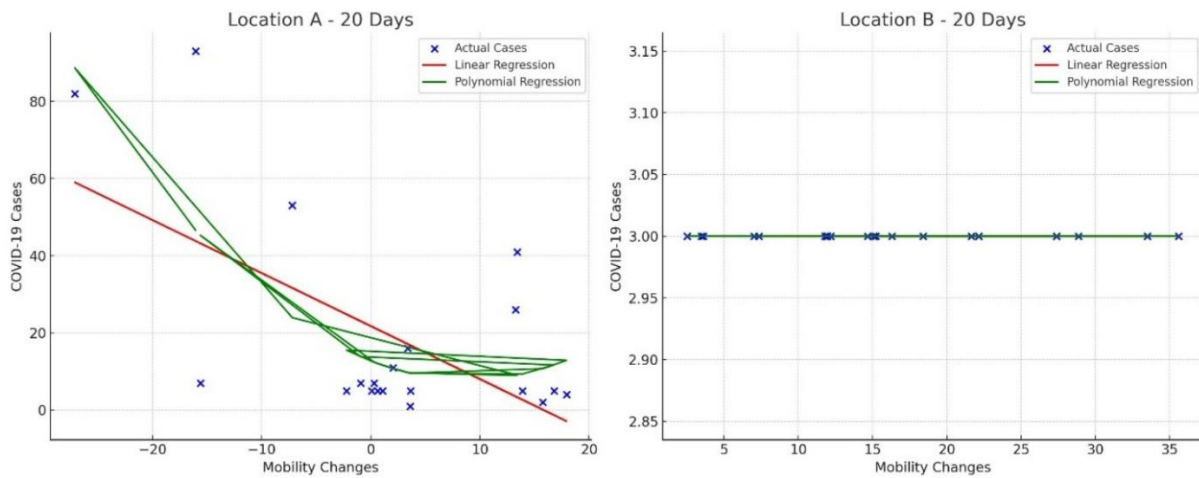 Location A - 20 Days
Actual Cases
Linear Regression
Polynomial Regression
COVID-19 Cases
80
60
40
20
0
−20
−10
0
10
20
Mobility Changes
Location B - 20 Days
Actual Cases
Linear Regression
Polynomial Regression
COVID-19 Cases
3.15
3.10
3.05
3.00
2.95
2.90
2.85
5
10
15
20
25
30
35
Mobility Changes